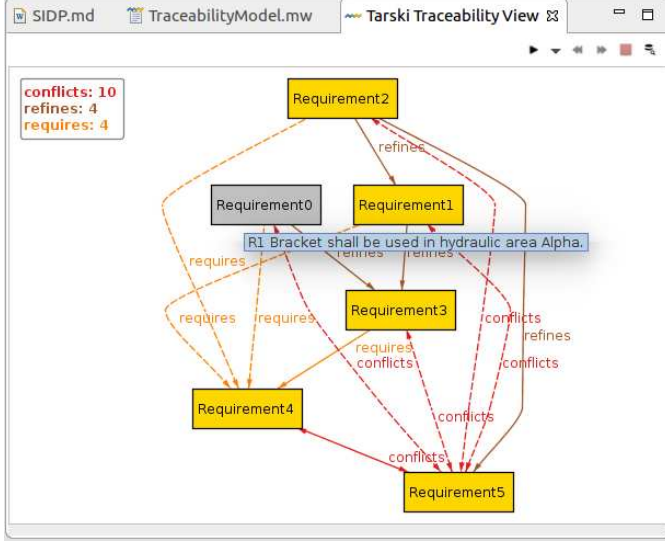 SIDP.md TraceabilityModel.mw Tarski Traceability View
conflicts: 10
refines: 4
requires: 4
Requirement2
refines
Requirement0 Requirement1
R1 Bracket shall be used in hydraulic area Alpha.
refines refines
requires
Requirement3
requires requires conflicts
refines
requires
conflicts conflicts
Requirement4
conflicts
conflicts
Requirement5